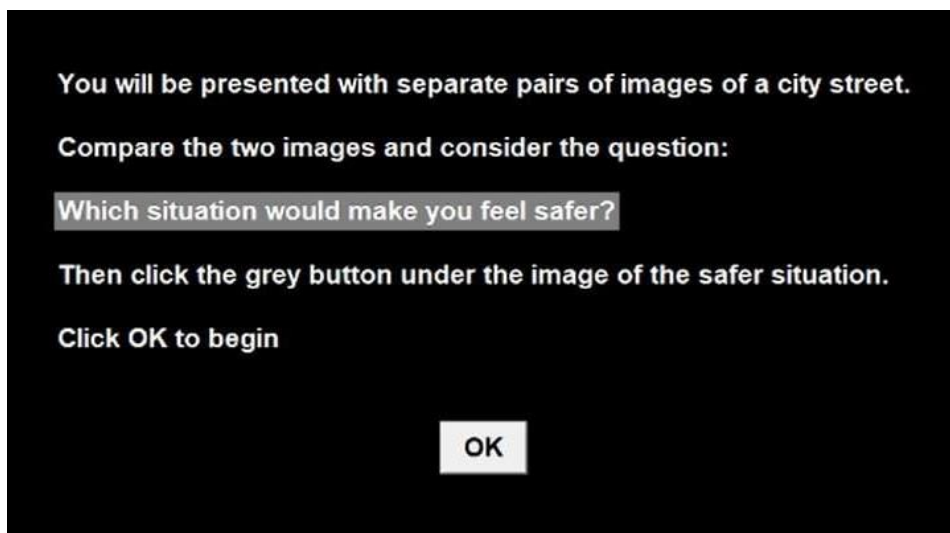 You will be presented with separate pairs of images of a city street.
Compare the two images and consider the question:
Which situation would make you feel safer?
Then click the grey button under the image of the safer situation.
Click OK to begin
OK